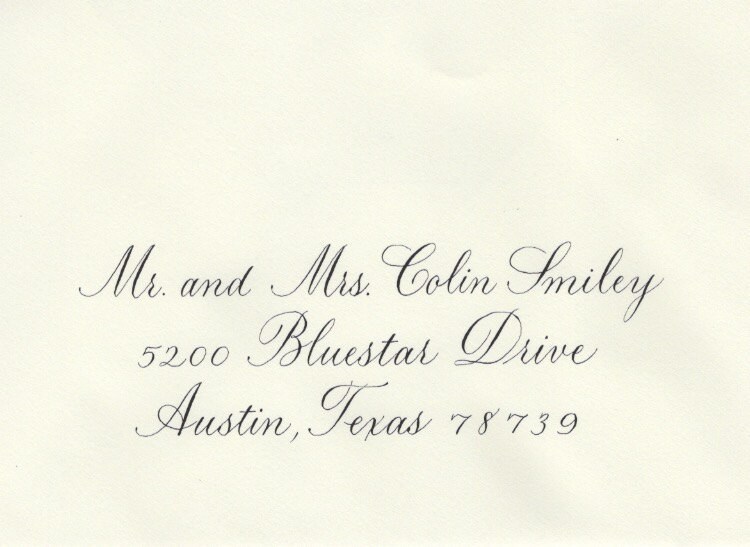 Mr. and Mrs. Colin Smiley
5200 Bluestar Drive
Austin, Texas 78739